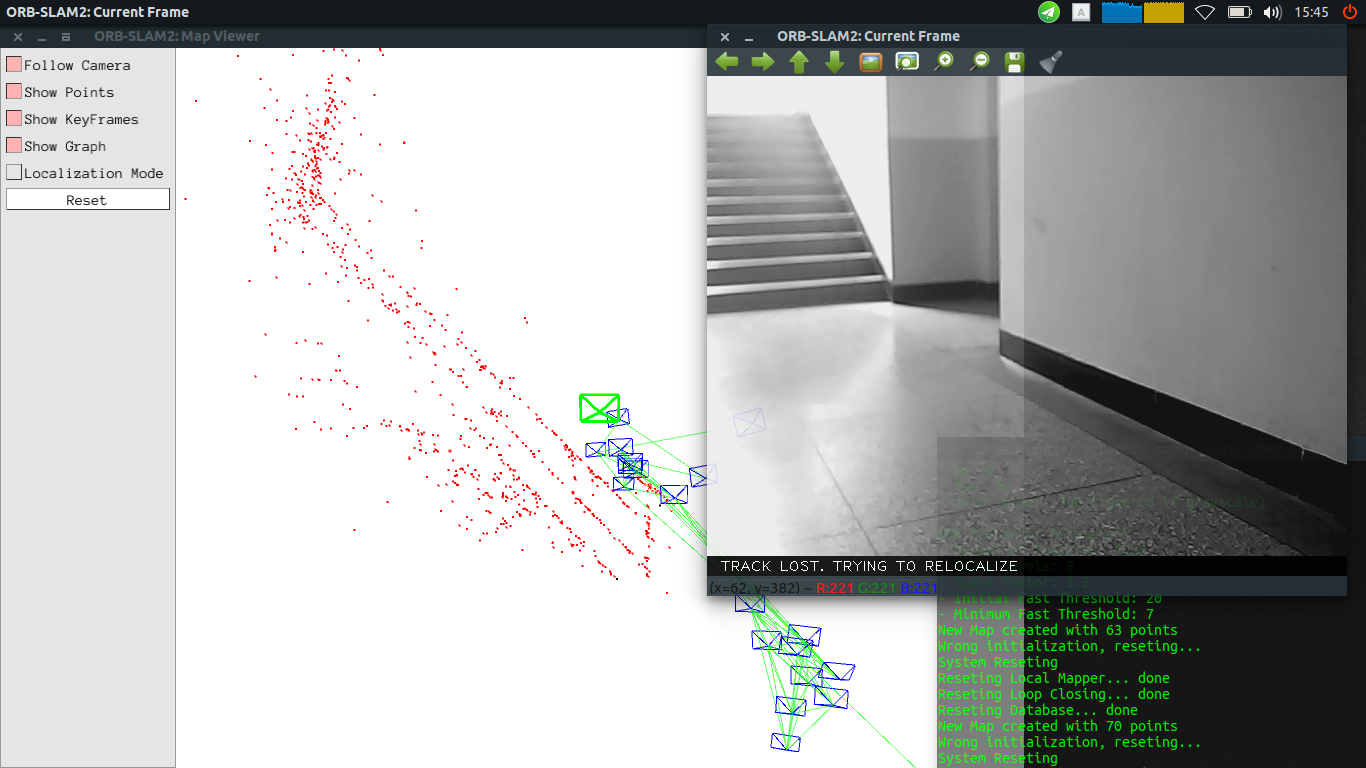 ORB-SLAM2: Current Frame
A
15:45
ORB-SLAM2: Map Viewer
Follow Camera
Show Points
Show KeyFrames
Show Graph
Localization Mode
Reset
ORB-SLAM2: Current Frame
TRACK LOST. TRYING TO RELOCALIZE
(x=62, y=382) ~ R:221 G:221 B:221
- Initial Fast Threshold: 20
- Minimum Fast Threshold: 7
New Map created with 63 points
Wrong initialization, reseting...
System Reseting
Reseting Local Mapper... done
Reseting Loop Closing... done
Reseting Database... done
New Map created with 70 points
Wrong initialization, reseting...
System Reseting